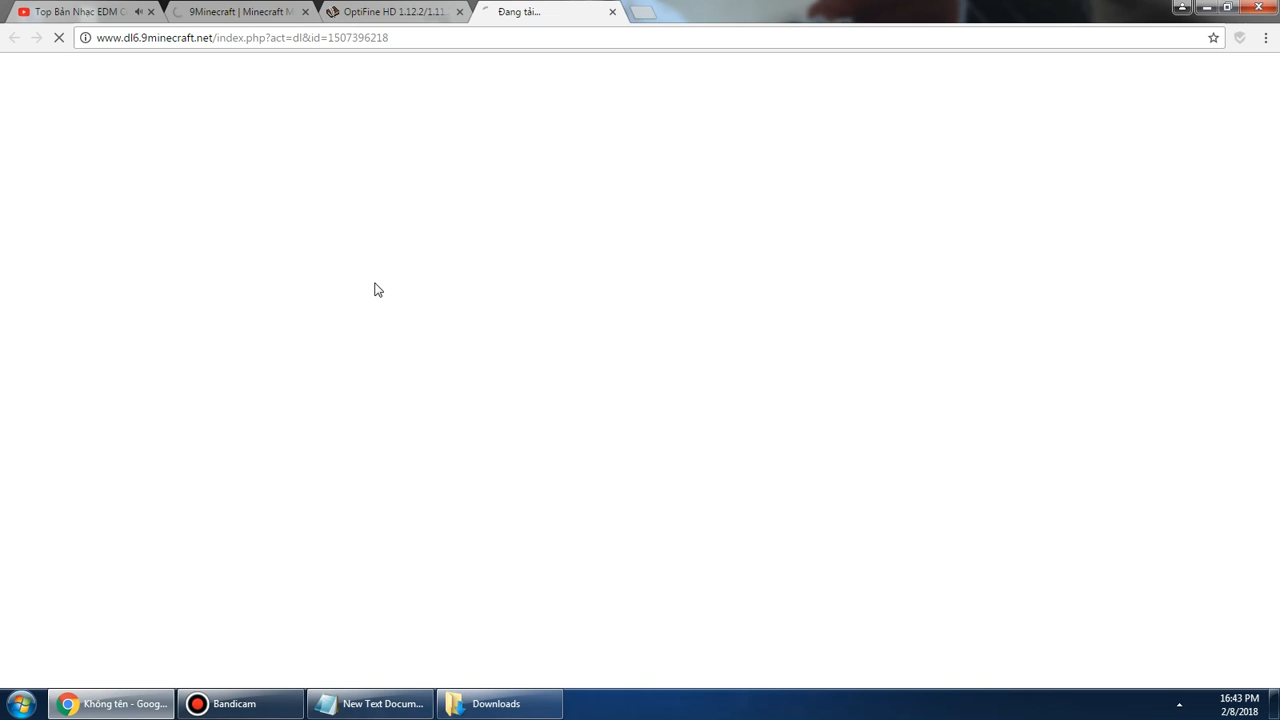 Top Bản Nhạc EDM G
9Minecraft | Minecraft M
OptiFine HD 1.12.2/1.11.
Đang tải...
www.dl6.9minecraft.net/index.php?act=dl&id=1507396218
Không tên - Goog...
Bandicam
New Text Docum...
Downloads
16:43 PM
2/8/2018